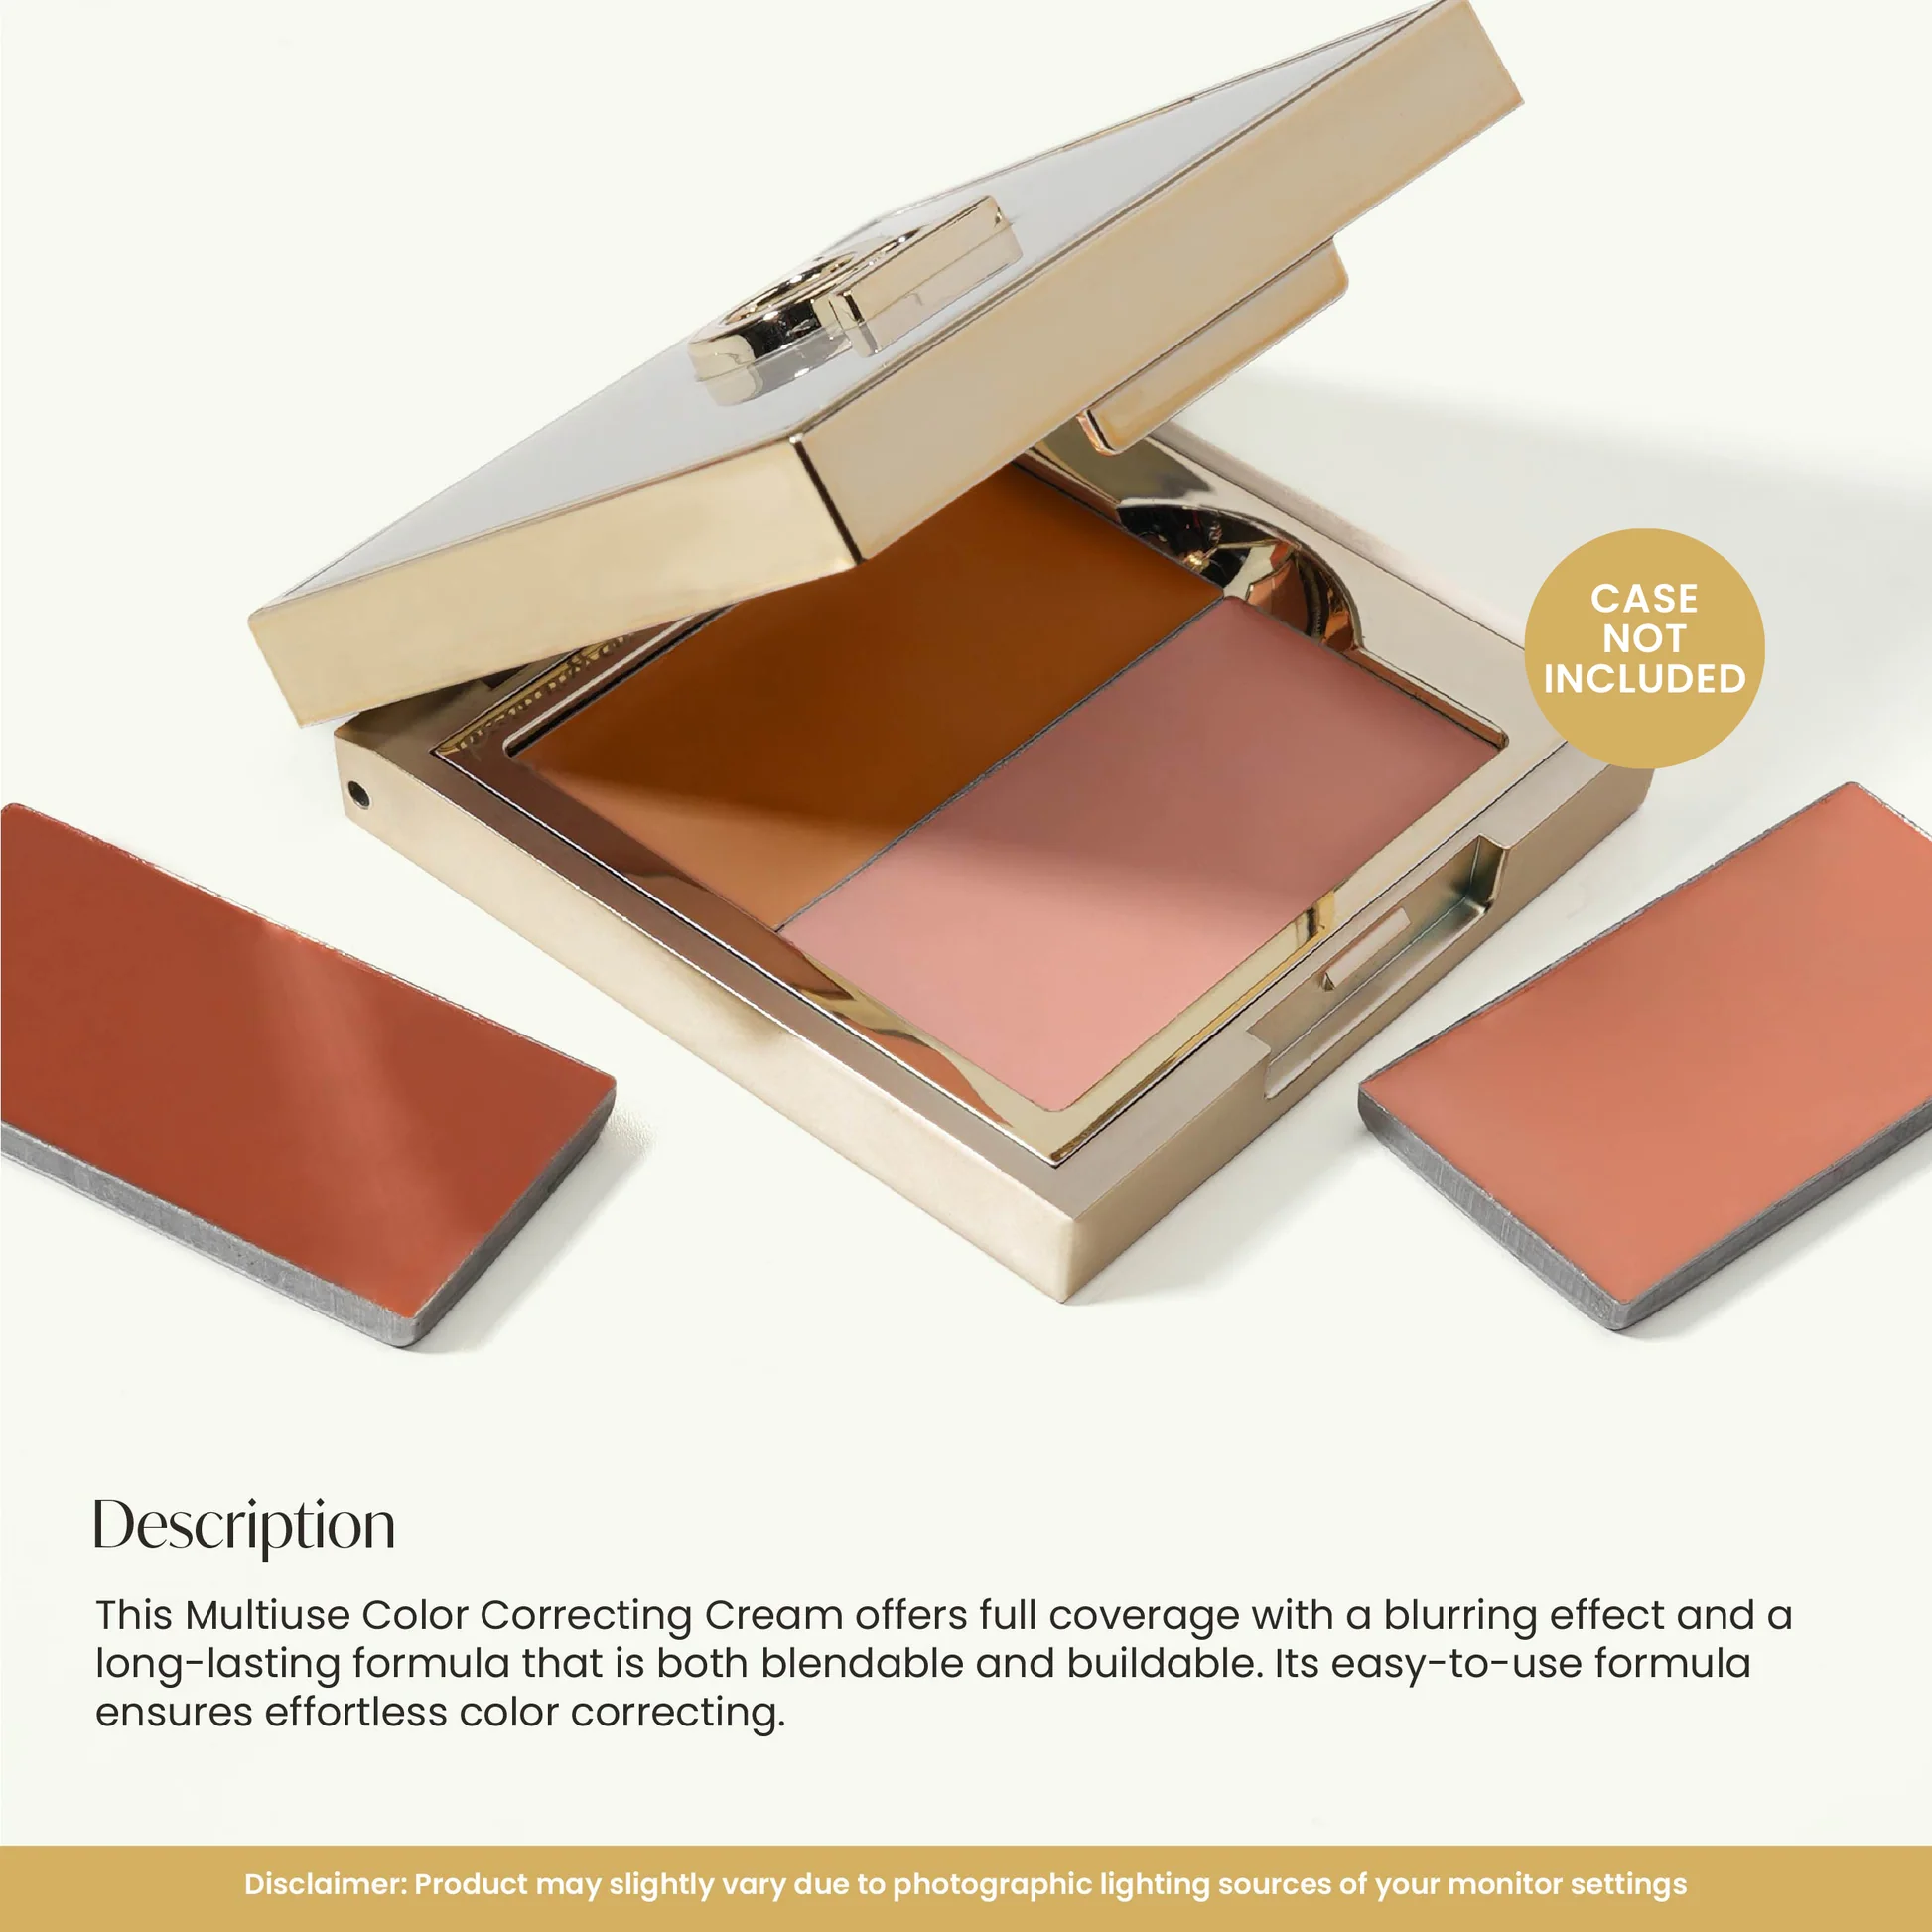 CASE
NOT
INCLUDED
Description
This Multiuse Color Correcting Cream offers full coverage with a blurring effect and a
long-lasting formula that is both blendable and buildable. Its easy-to-use formula
ensures effortless color correcting.
Disclaimer: Product may slightly vary due to photographic lighting sources of your monitor settings